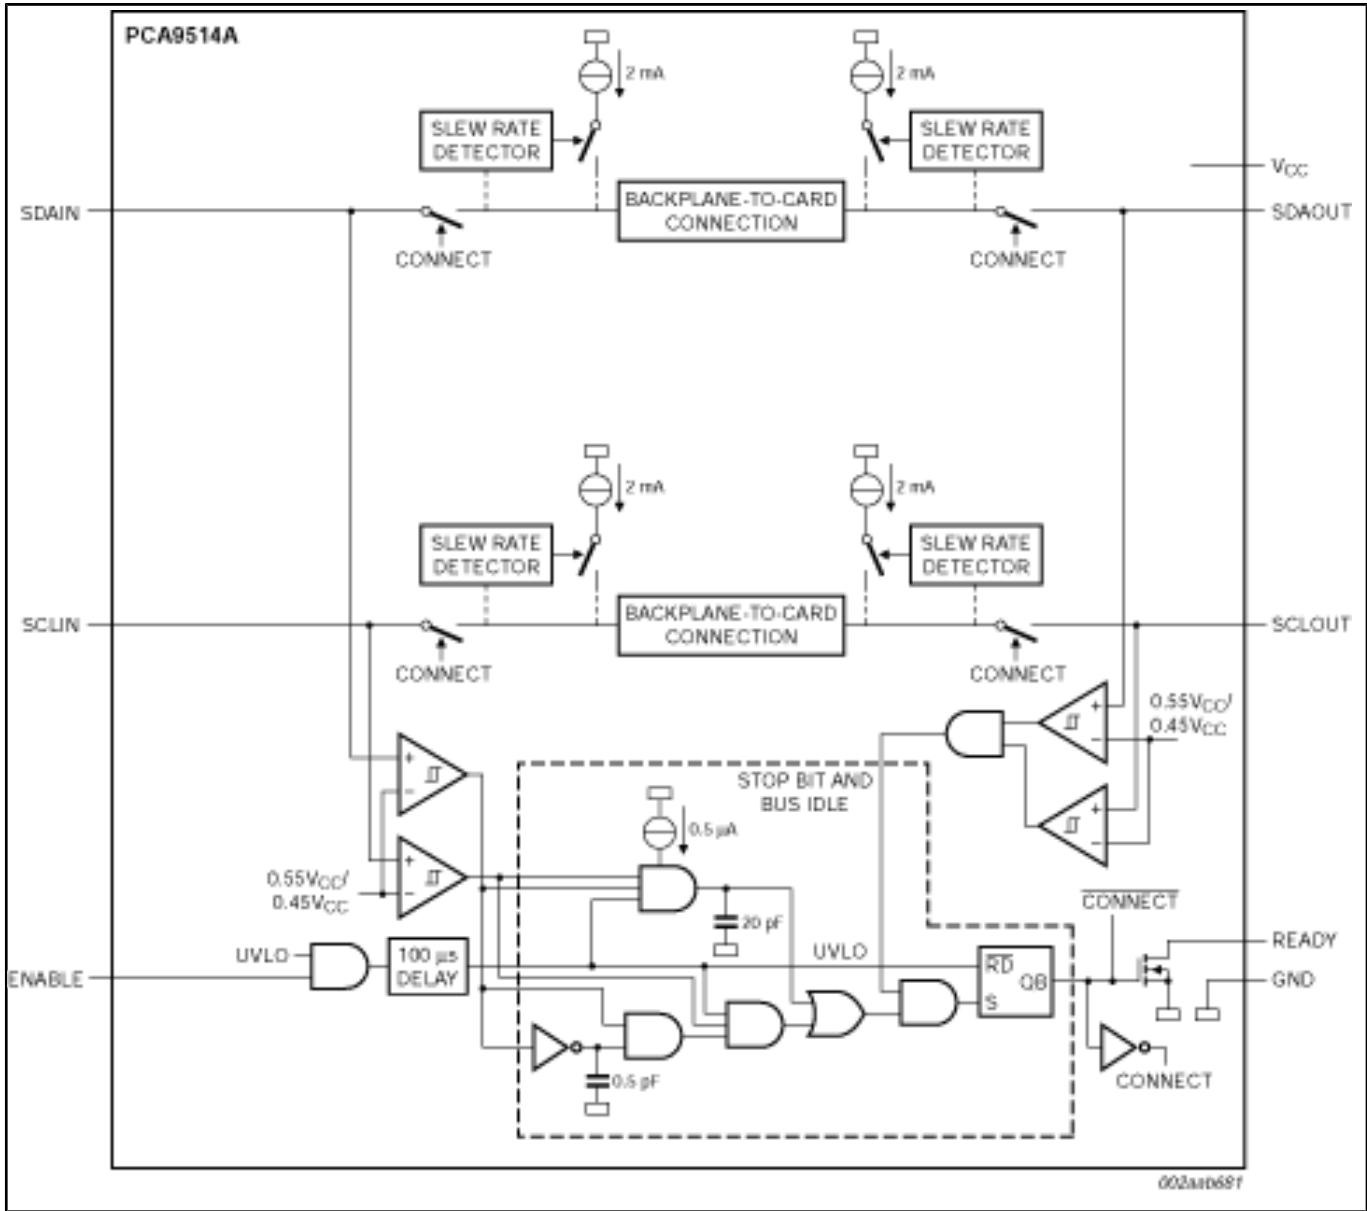 PCA9514A
2 mA
2 mA
SLEW RATE
DETECTOR
SLEW RATE
DETECTOR
VCC
SDAIN
BACKPLANE-TO-CARD
CONNECTION
SDAOUT
CONNECT
CONNECT
2 mA
2 mA
SLEW RATE
DETECTOR
SLEW RATE
DETECTOR
SCLIN
BACKPLANE-TO-CARD
CONNECTION
SCLOUT
CONNECT
CONNECT
+
−
0.55VCC/
0.45VCC
+
−
STOP BIT AND
BUS IDLE
+
−
0.5 µA
+
−
0.55VCC/
0.45VCC
20 pF
CONNECT
UVLO
100 µs
DELAY
UVLO
READY
ENABLE
RD
QB
S
GND
0.5 pF
CONNECT
002aab681